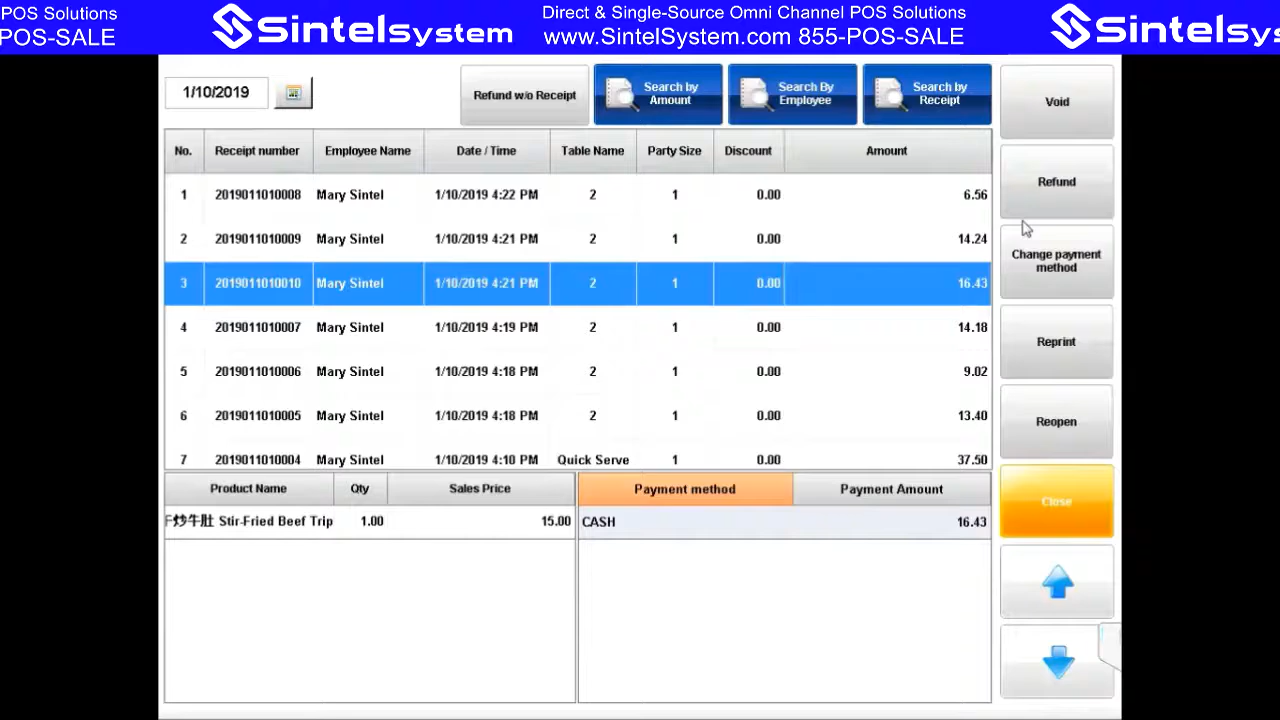 POS Solutions
POS-SALE
Sintelsystem
Direct & Single-Source Omni Channel POS Solutions
www.SintelSystem.com 855-POS-SALE
Sintelsy
1/10/2019
Refund w/o Receipt
Search by
Amount
Search By
Employee
Search by
Receipt
Void
No. Receipt number Employee Name Date / Time Table Name Party Size Discount Amount
1 2019011010008 Mary Sintel 1/10/2019 4:22 PM 2 1 0.00 6.56
Refund
2 2019011010009 Mary Sintel 1/10/2019 4:21 PM 2 1 0.00 14.24
Change payment
method
3 2019011010010 Mary Sintel 1/10/2019 4:21 PM 2 1 0.00 16.43
4 2019011010007 Mary Sintel 1/10/2019 4:19 PM 2 1 0.00 14.18
Reprint
5 2019011010006 Mary Sintel 1/10/2019 4:18 PM 2 1 0.00 9.02
6 2019011010005 Mary Sintel 1/10/2019 4:18 PM 2 1 0.00 13.40
Reopen
7 2019011010004 Mary Sintel 1/10/2019 4:10 PM Quick Serve 1 0.00 37.50
Product Name Qty Sales Price
Payment method Payment Amount
Close
炒牛肚 Stir-Fried Beef Trip 1.00 15.00
CASH 16.43